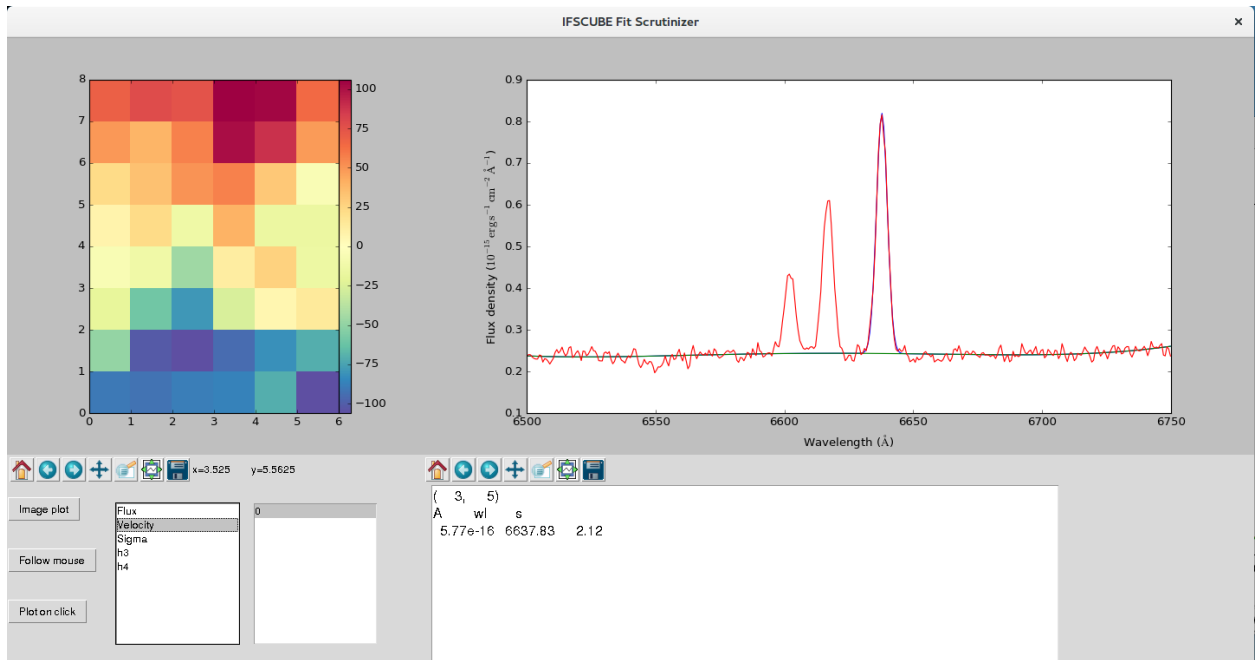 IFSCUBE Fit Scrutinizer ×
8
7
6
5
4
3
2
1
0
0 1 2 3 4 5 6
100
75
50
25
0
−25
−50
−75
−100
0.9
0.8
0.7
0.6
0.5
0.4
0.3
0.2
0.1
Flux density (10⁻¹⁵ erg s⁻¹ cm⁻² Å⁻¹)
6500 6550 6600 6650 6700 6750
Wavelength (Å)
x=3.525 y=5.5625
Image plot
Follow mouse
Plot on click
Flux
Velocity
Sigma
h3
h4
0
( 3, 5)
A wl s
5.77e-16 6637.83 2.12